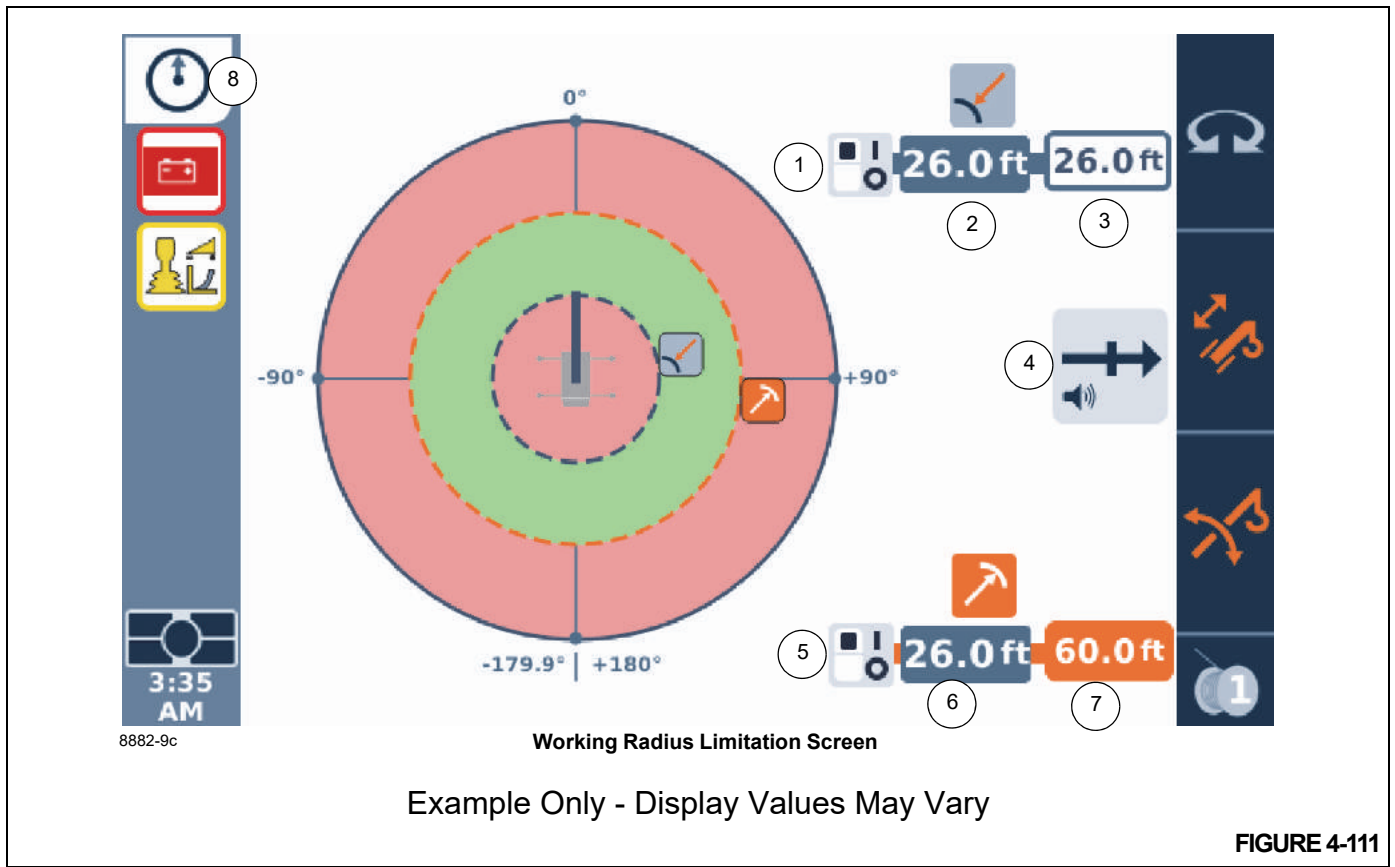 8
0°
1
26.0 ft
26.0 ft
2
3
-90°
+90°
4
-179.9° | +180°
5
26.0 ft
60.0 ft
6
7
1
3:35
AM
8882-9c
Working Radius Limitation Screen
Example Only - Display Values May Vary
FIGURE 4-111